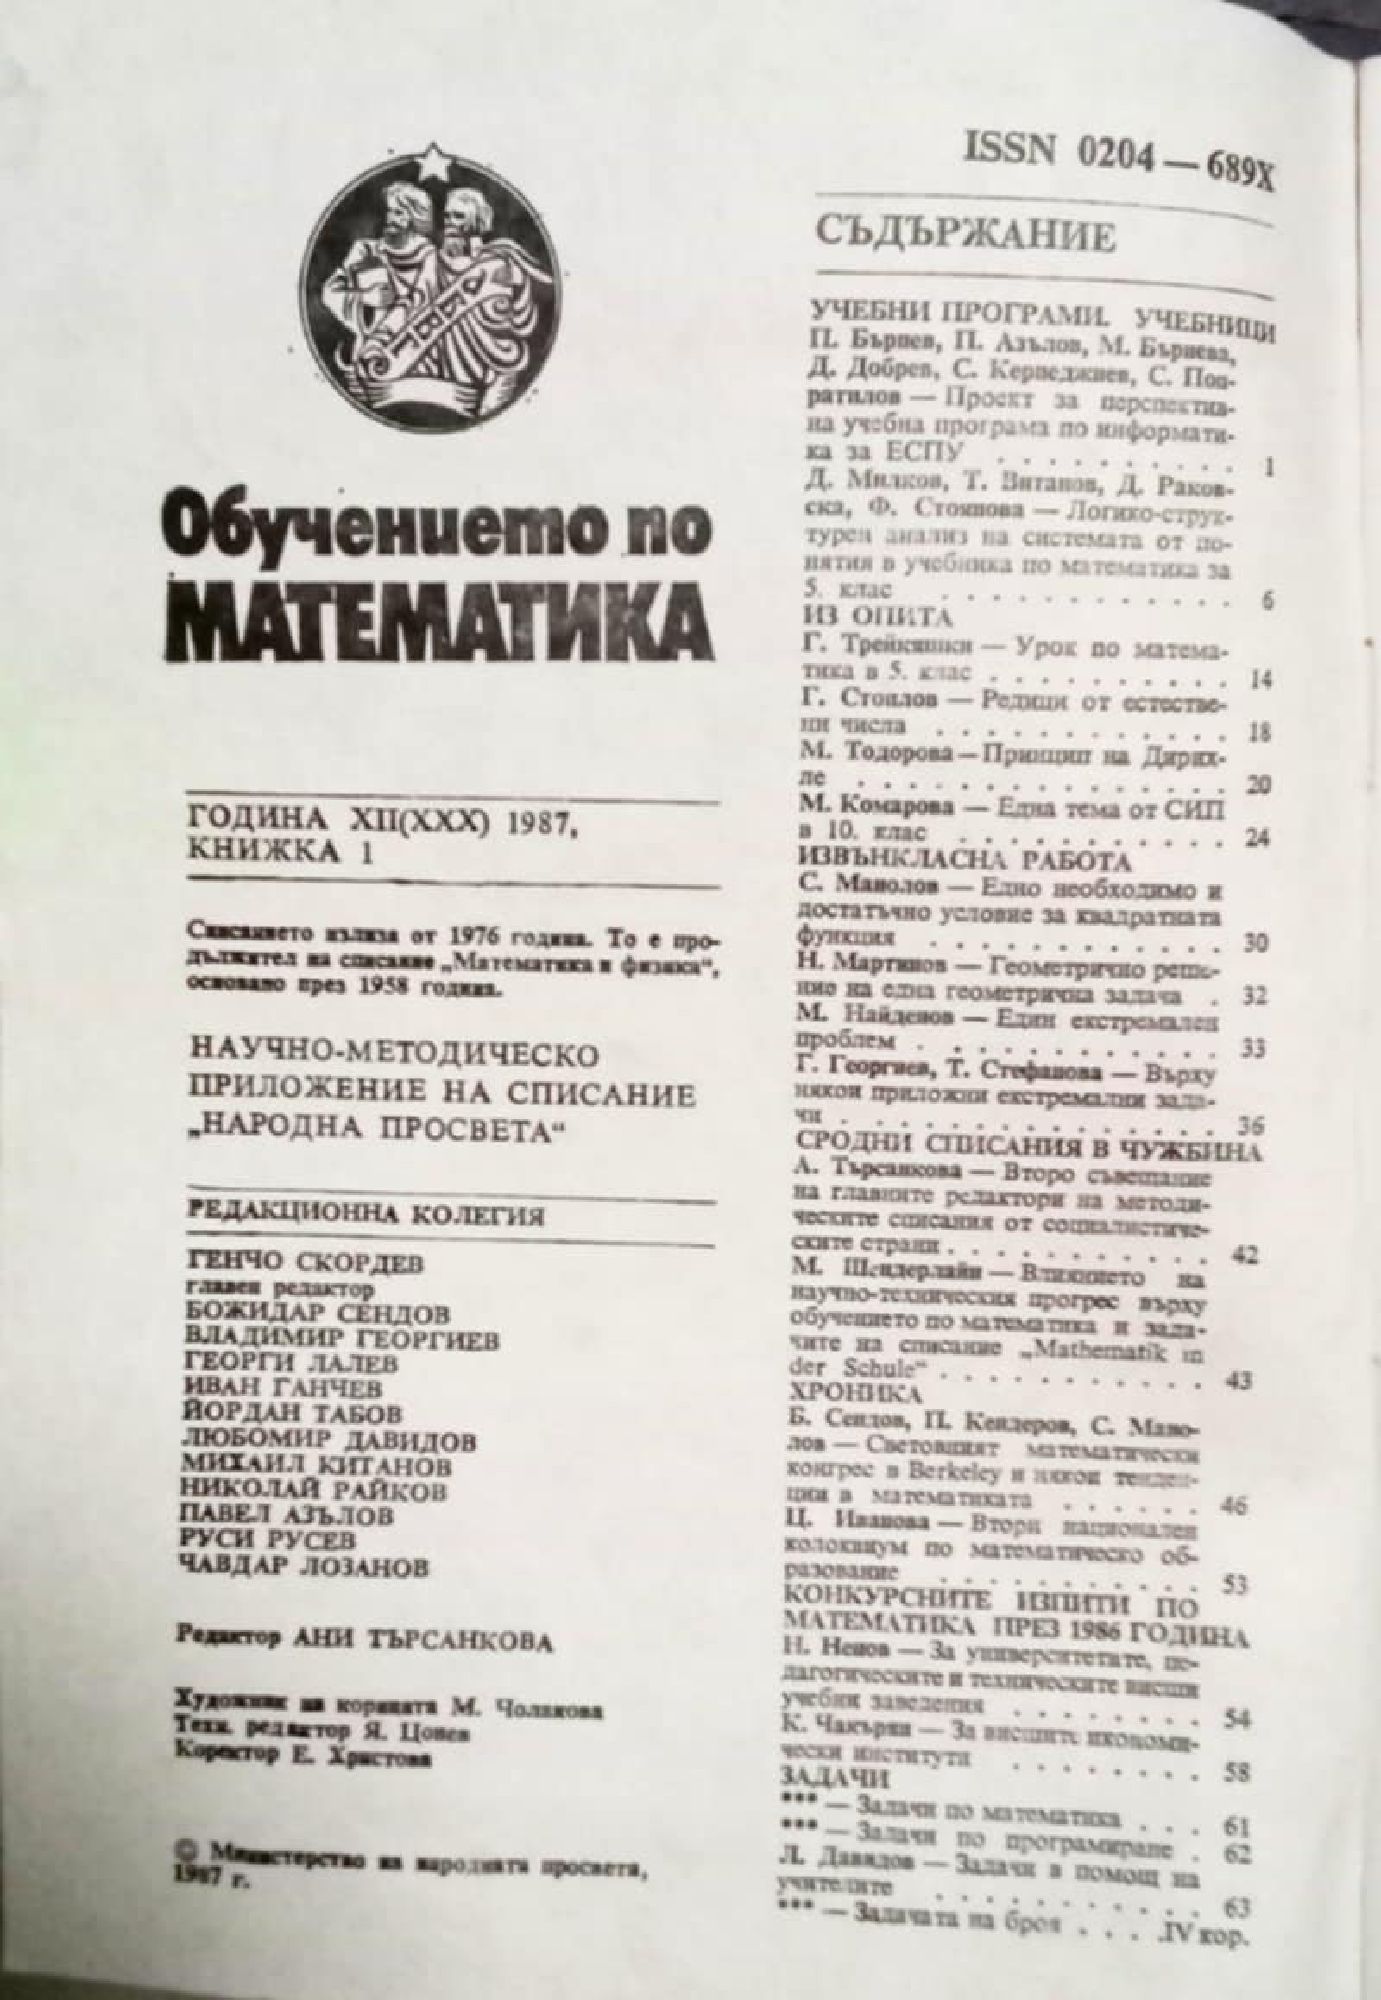 Обучението по
МАТЕМАТИКА
ГОДИНА XII(XXX) 1987,
КНИЖКА 1
Списанието излиза от 1976 година. То е про-
дължител на списание „Математика и физика“,
основано през 1958 година.
НАУЧНО-МЕТОДИЧЕСКО
ПРИЛОЖЕНИЕ НА СПИСАНИЕ
„НАРОДНА ПРОСВЕТА“
РЕДАКЦИОННА КОЛЕГИЯ
ГЕНЧО СКОРДЕВ
главен редактор
БОЖИДАР СЕНДОВ
ВЛАДИМИР ГЕОРГИЕВ
ГЕОРГИ ЛАЛЕВ
ИВАН ГАНЧЕВ
ЙОРДАН ТАБОВ
ЛЮБОМИР ДАВИДОВ
МИХАИЛ КИТАНОВ
НИКОЛАЙ РАЙКОВ
ПАВЕЛ АЗЪЛОВ
РУСИ РУСЕВ
ЧАВДАР ЛОЗАНОВ
Редактор АНИ ТЪРСАНКОВА
Художник на корицата М. Чолакова
Техн. редактор Я. Цонев
Коректор Е. Христова
© Министерство на народната просвета,
1987 г.
ISSN 0204 — 689X
СЪДЪРЖАНИЕ
УЧЕБНИ ПРОГРАМИ. УЧЕБНИЦИ
П. Бърнев, П. Азълов, М. Бърнева,
Д. Добрев, С. Керпеджиев, С. Поп-
ратилов — Проект за перспектив-
на учебна програма по информати-
ка за ЕСПУ . . . . . . . . . . 1
Д. Милков, Т. Витанов, Д. Раков-
ска, Ф. Стоянова — Логико-струк-
турен анализ на системата от по-
нятия в учебника по математика за
5. клас . . . . . . . . . . . . 6
ИЗ ОПИТА
Г. Трейкяшки — Урок по матема-
тика в 5. клас . . . . . . . . . . 14
Г. Стоилов — Редици от естестве-
ни числа . . . . . . . . . . . . 18
М. Тодорова — Принцип на Дирих-
ле . . . . . . . . . . . . . . 20
М. Комарова — Една тема от СИП
в 10. клас . . . . . . . . . . . 24
ИЗВЪНКЛАСНА РАБОТА
С. Манолов — Едно необходимо и
достатъчно условие за квадратната
функция . . . . . . . . . . . . 30
Н. Мартинов — Геометрично реше-
ние на една геометрична задача . 32
М. Найденов — Един екстремален
проблем . . . . . . . . . . . . 33
Г. Георгиев, Т. Стефанова — Върху
някои приложни екстремални зада-
чи . . . . . . . . . . . . . . . 36
СРОДНИ СПИСАНИЯ В ЧУЖБИНА
А. Търсанкова — Второ съвещание
на главните редактори на методи-
ческите списания от социалистиче-
ските страни . . . . . . . . . . . 42
М. Шендерлайн — Влиянието на
научно-техническия прогрес върху
обучението по математика и зада-
чите на списание „Mathematik in
der Schule“ . . . . . . . . . . . 43
ХРОНИКА
Б. Сендов, П. Кендеров, С. Мано-
лов — Световният математически
конгрес в Berkeley и някои тенден-
ции в математиката . . . . . . 46
Ц. Иванова — Втори национален
колоквиум по математическо об-
разование . . . . . . . . . . . 53
КОНКУРСНИТЕ ИЗПИТИ ПО
МАТЕМАТИКА ПРЕЗ 1986 ГОДИНА
Н. Ненов — За университетите, пе-
дагогическите и техническите висши
учебни заведения . . . . . . . . 54
К. Чакърян — За висшите икономи-
чески институти . . . . . . . . 58
ЗАДАЧИ
*** — Задачи по математика . . . 61
*** — Задачи по програмиране . 62
Л. Давидов — Задачи в помощ на
учителите . . . . . . . . . . . 63
*** — Задачата на броя . . . . IV кор.